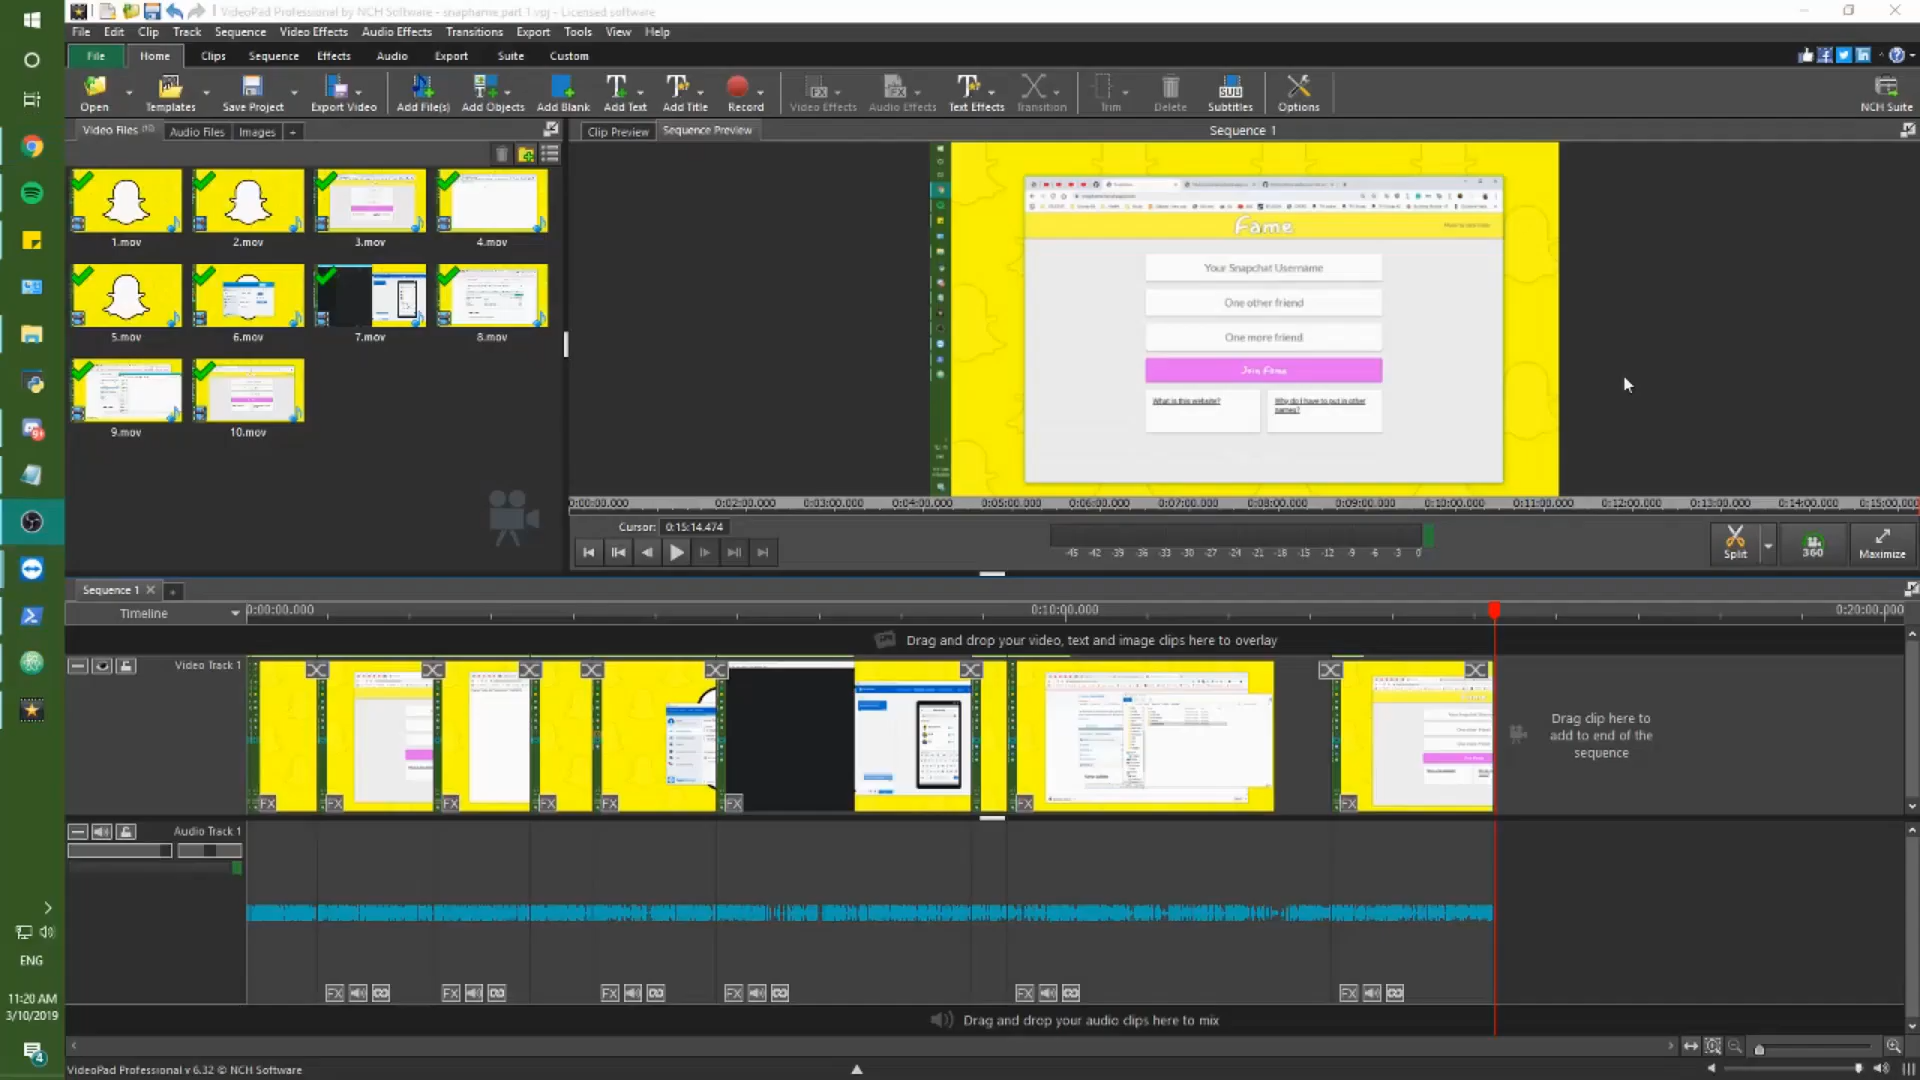 VideoPad Professional by NCH Software - snaphame part 1.vpj - Licensed software
File Edit Clip Track Sequence Video Effects Audio Effects Transitions Export Tools View Help
File Home Clips Sequence Effects Audio Export Suite Custom
Open Templates Save Project Export Video Add File(s) Add Objects Add Blank Add Text Add Title Record Video Effects Audio Effects Text Effects Transition Trim Delete Subtitles Options NCH Suite
Video Files (10) Audio Files Images +
Clip Preview Sequence Preview Sequence 1
1.mov 2.mov 3.mov 4.mov
5.mov 6.mov 7.mov 8.mov
9.mov 10.mov
Fame
Your Snapchat Username
One other friend
One more friend
Join Fame
What is this website?
Why do I have to put in other names?
0:00:00.000 0:02:00.000 0:03:00.000 0:04:00.000 0:05:00.000 0:06:00.000 0:07:00.000 0:08:00.000 0:09:00.000 0:10:00.000 0:11:00.000 0:12:00.000 0:13:00.000 0:14:00.000 0:15:00.000
Cursor: 0:15:14.474
-45 -42 -39 -36 -33 -30 -27 -24 -21 -18 -15 -12 -9 -6 -3 0
Split 360 Maximize
Sequence 1
Timeline
0:00:00.000 0:10:00.000 0:20:00.000
Drag and drop your video, text and image clips here to overlay
Video Track 1
Drag clip here to
add to end of the
sequence
FX FX FX FX FX FX FX FX
Audio Track 1
FX FX FX FX FX FX
Drag and drop your audio clips here to mix
ENG
11:20 AM
3/10/2019
4
VideoPad Professional v 6.32 © NCH Software